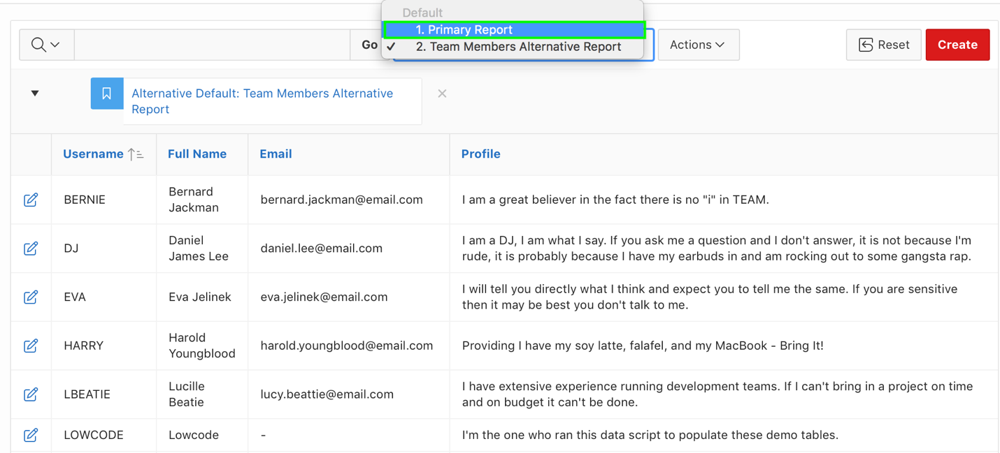 Default
1. Primary Report
✓ 2. Team Members Alternative Report
Go
Actions
Reset
Create
Alternative Default: Team Members Alternative
Report
Username
Full Name
Email
Profile
BERNIE
Bernard
Jackman
bernard.jackman@email.com
I am a great believer in the fact there is no "i" in TEAM.
DJ
Daniel
James Lee
daniel.lee@email.com
I am a DJ, I am what I say. If you ask me a question and I don't answer, it is not because I'm
rude, it is probably because I have my earbuds in and am rocking out to some gangsta rap.
EVA
Eva Jelinek
eva.jelinek@email.com
I will tell you directly what I think and expect you to tell me the same. If you are sensitive
then it may be best you don't talk to me.
HARRY
Harold
Youngblood
harold.youngblood@email.com
Providing I have my soy latte, falafel, and my MacBook - Bring It!
LBEATIE
Lucille
Beatie
lucy.beattie@email.com
I have extensive experience running development teams. If I can't bring in a project on time
and on budget it can't be done.
LOWCODE
Lowcode
-
I'm the one who ran this data script to populate these demo tables.